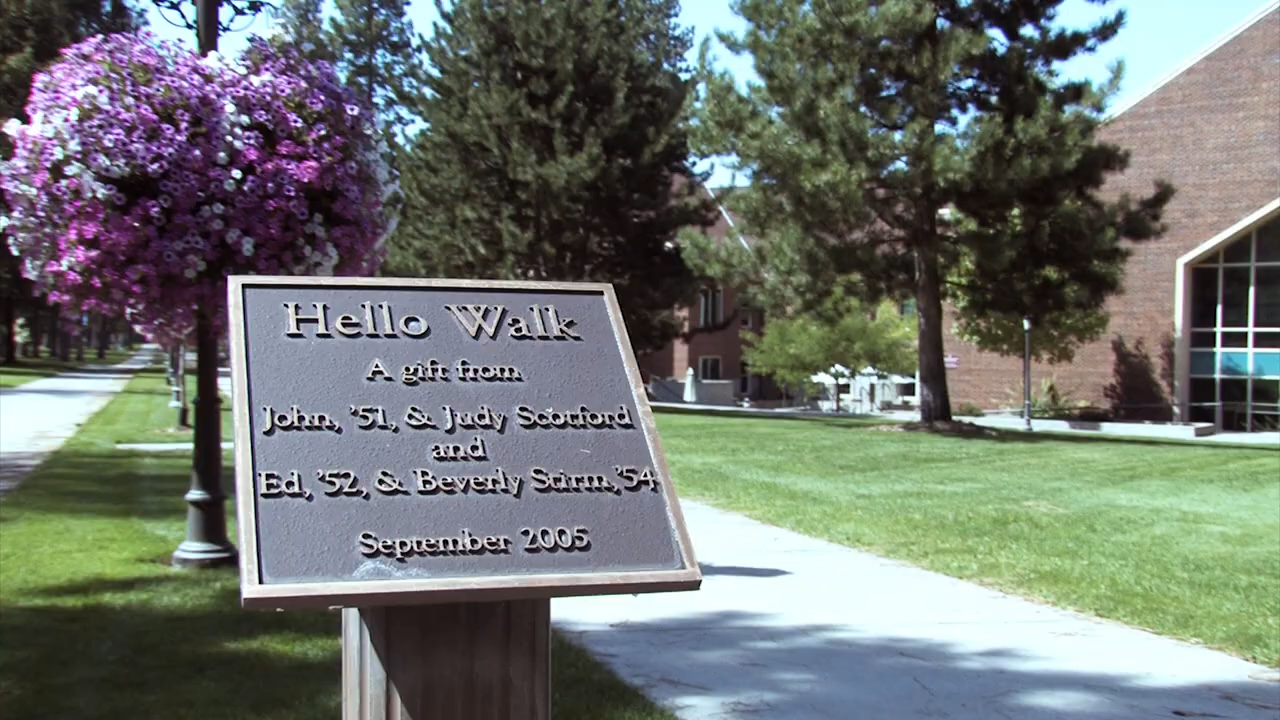 Hello Walk
A gift from
John, '51, & Judy Scotford
and
Ed, '52, & Beverly Stirm, '54
September 2005